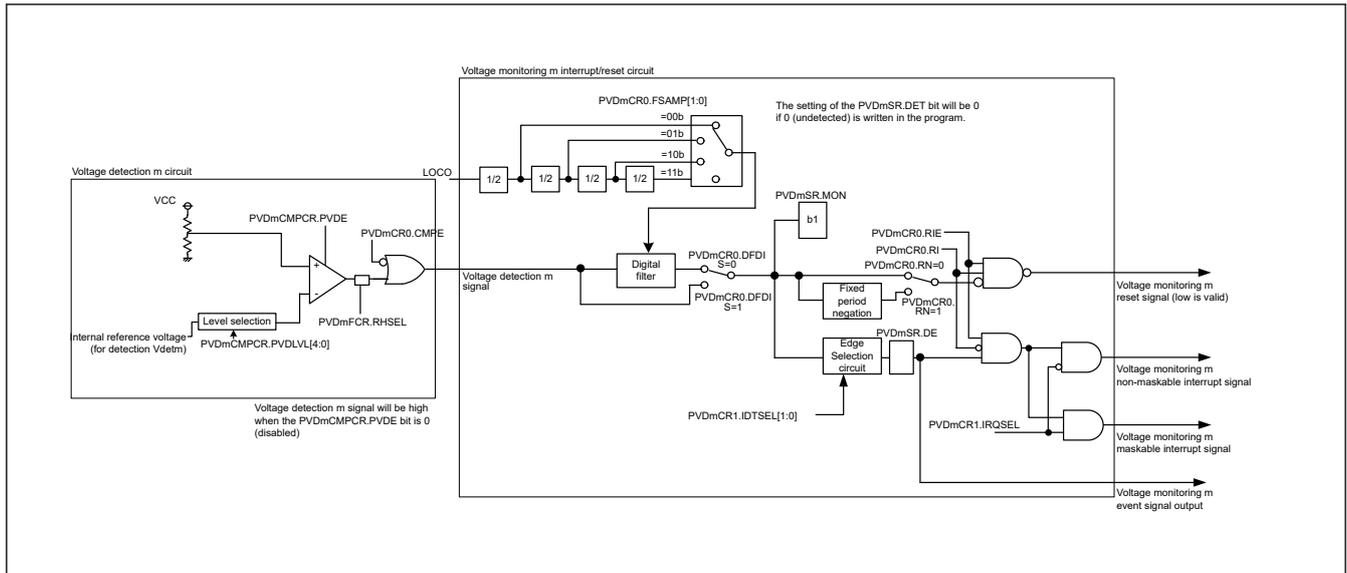 Voltage monitoring m interrupt/reset circuit
PVDmCR0.FSAMP[1:0]
The setting of the PVDmSR.DET bit will be 0
if 0 (undetected) is written in the program.
=00b
=01b
=10b
=11b
Voltage detection m circuit
LOCO
1/2
1/2
1/2
1/2
VCC
PVDmCMPCR.PVDE
PVDmCR0.CMPE
PVDmSR.MON
b1
PVDmCR0.RIE
PVDmCR0.RI
PVDmCR0.RN=0
Voltage detection m
signal
Digital
filter
PVDmCR0.DFDI
S=0
PVDmCR0.DFDI
S=1
Fixed
period
negation
PVDmCR0.
RN=1
Voltage monitoring m
reset signal (low is valid)
+
-
PVDmFCR.RHSEL
Level selection
Internal reference voltage
(for detection Vdetm)
PVDmCMPCR.PVDLVL[4:0]
PVDmSR.DE
Edge
Selection
circuit
Voltage monitoring m
non-maskable interrupt signal
Voltage detection m signal will be high
when the PVDmCMPCR.PVDE bit is 0
(disabled)
PVDmCR1.IDTSEL[1:0]
PVDmCR1.IRQSEL
Voltage monitoring m
maskable interrupt signal
Voltage monitoring m
event signal output